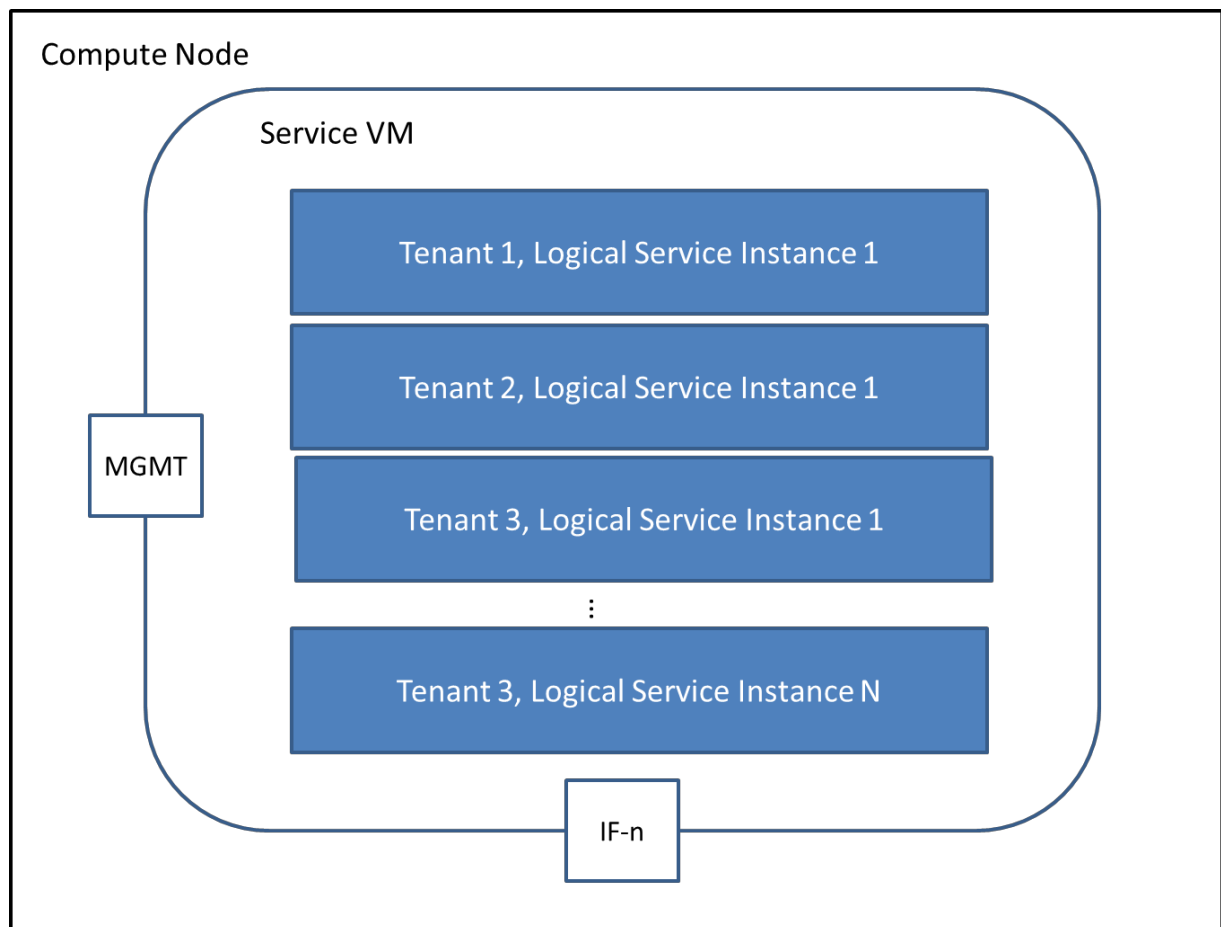 Compute Node
Service VM
Tenant 1, Logical Service Instance 1
Tenant 2, Logical Service Instance 1
MGMT
Tenant 3, Logical Service Instance 1
...
Tenant 3, Logical Service Instance N
IF-n